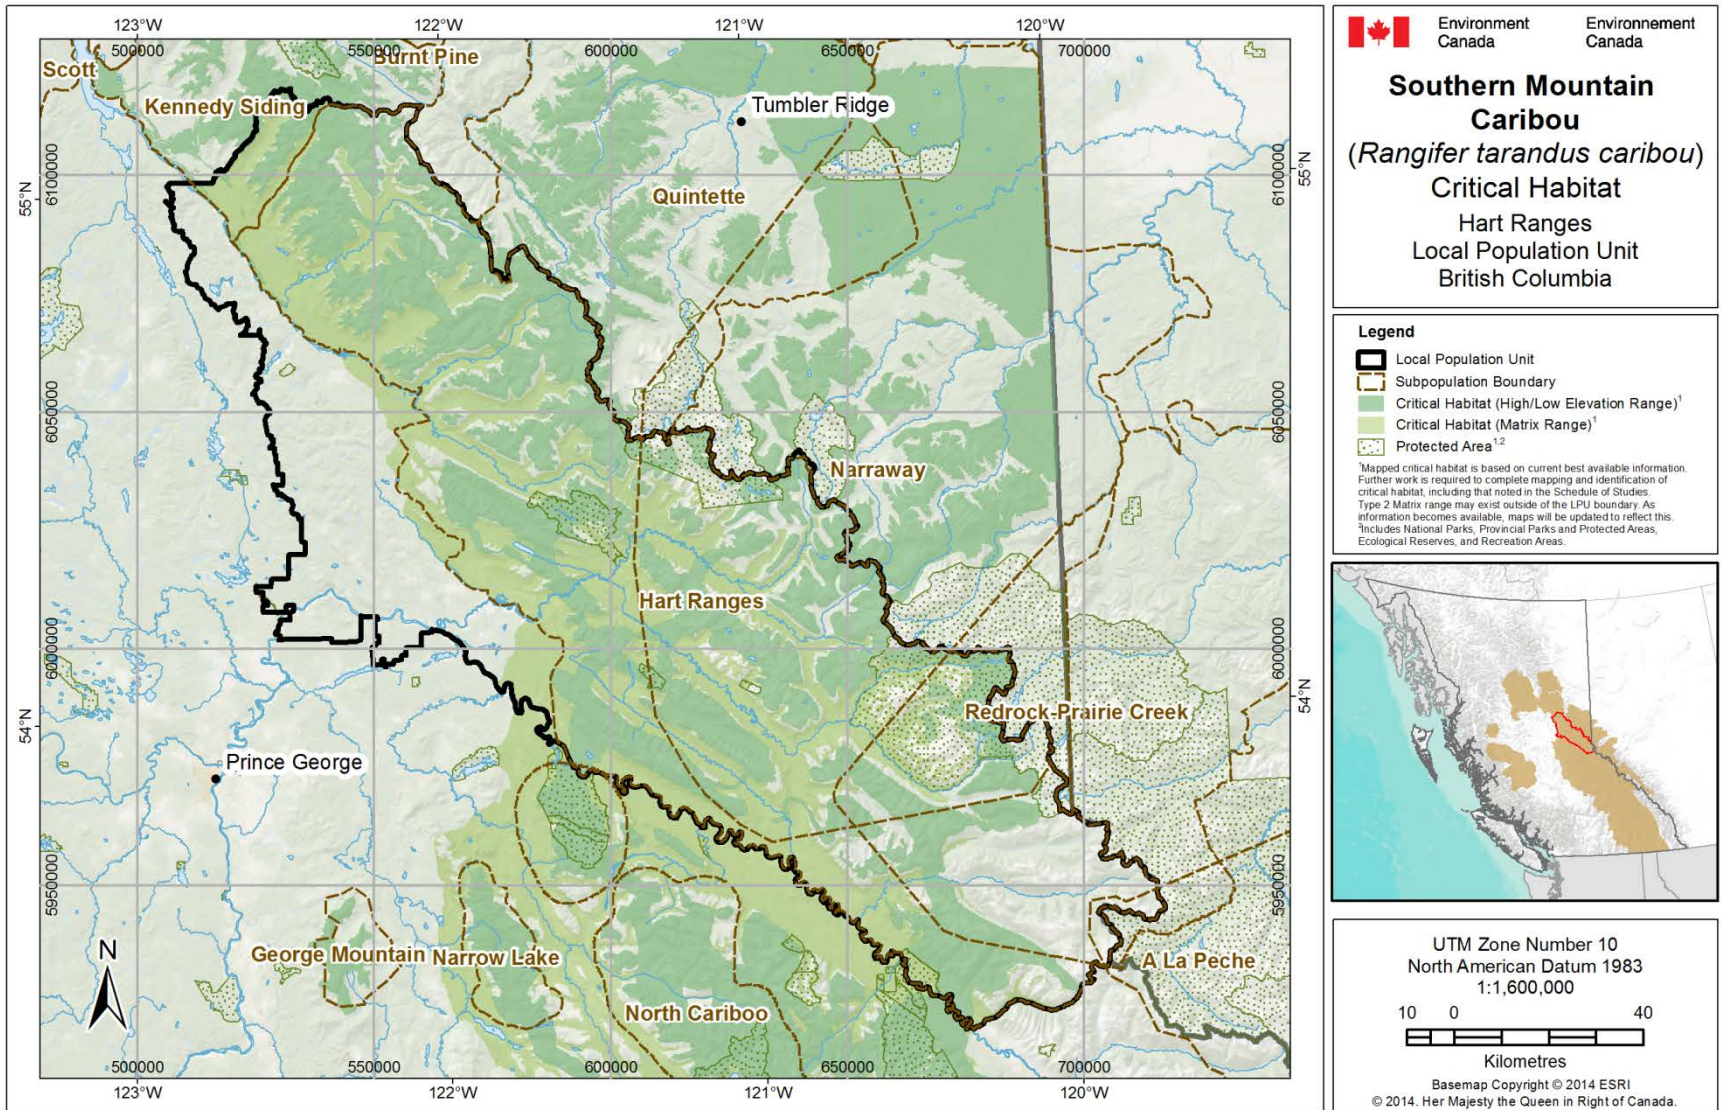 123°W 122°W 121°W 120°W
500000 550000 600000 650000 700000
Scott
Burnt Pine
Kennedy Siding
Tumbler Ridge
55°N
6100000
6100000
55°N
Quintette
6050000
6050000
Narraway
Hart Ranges
6000000
6000000
54°N
54°N
Redrock-Prairie Creek
Prince George
5950000
5950000
George Mountain
Narrow Lake
A La Peche
North Cariboo
N
500000 550000 600000 650000 700000
123°W 122°W 121°W 120°W
Environment
Canada
Environnement
Canada
Southern Mountain
Caribou
(Rangifer tarandus caribou)
Critical Habitat
Hart Ranges
Local Population Unit
British Columbia
Legend
Local Population Unit
Subpopulation Boundary
Critical Habitat (High/Low Elevation Range)¹
Critical Habitat (Matrix Range)¹
Protected Area¹,²
¹Mapped critical habitat is based on current best available information.
Further work is required to complete mapping and identification of
critical habitat, including that noted in the Schedule of Studies.
Type 2 Matrix range may exist outside of the LPU boundary. As
information becomes available, maps will be updated to reflect this.
²Includes National Parks, Provincial Parks and Protected Areas,
Ecological Reserves, and Recreation Areas.
UTM Zone Number 10
North American Datum 1983
1:1,600,000
10 0 40
Kilometres
Basemap Copyright © 2014 ESRI
© 2014. Her Majesty the Queen in Right of Canada.